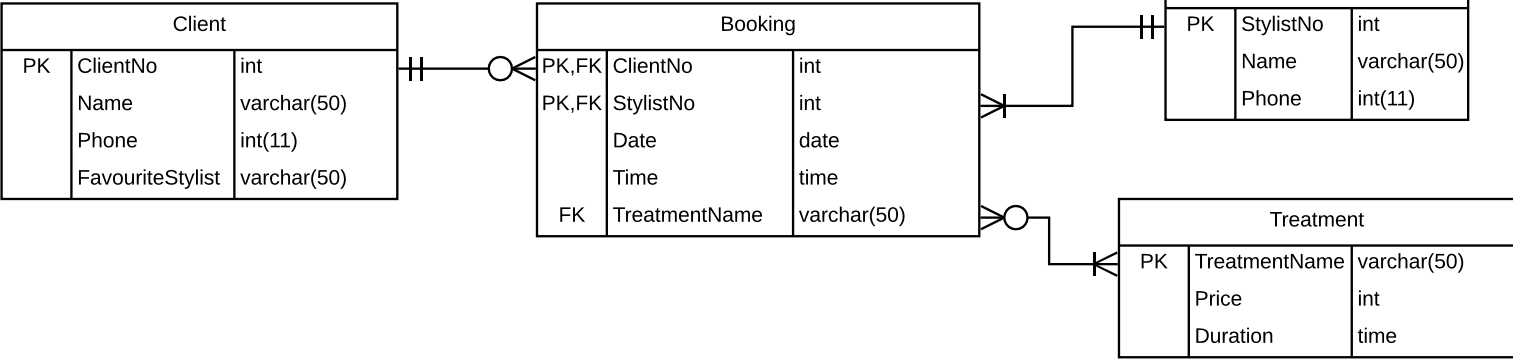 Client
PK ClientNo int
Name varchar(50)
Phone int(11)
FavouriteStylist varchar(50)
Booking
PK,FK ClientNo int
PK,FK StylistNo int
Date date
Time time
FK TreatmentName varchar(50)
PK StylistNo int
Name varchar(50)
Phone int(11)
Treatment
PK TreatmentName varchar(50)
Price int
Duration time